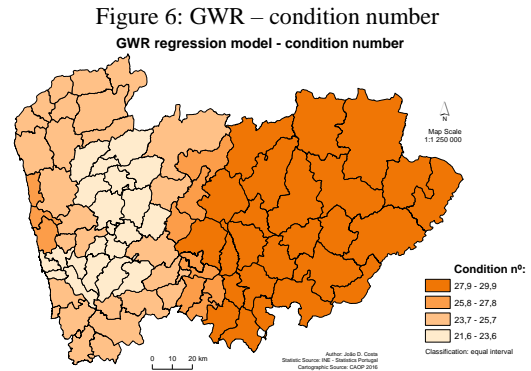 Figure 6: GWR – condition number
GWR regression model - condition number
N
Map Scale
1:1 250 000
Condition nº:
27,9 - 29,9
25,8 - 27,8
23,7 - 25,7
21,6 - 23,6
Classification: equal interval
0 10 20 km
Author: João D. Costa
Statistic Source: INE - Statistics Portugal
Cartographic Source: CAOP 2016